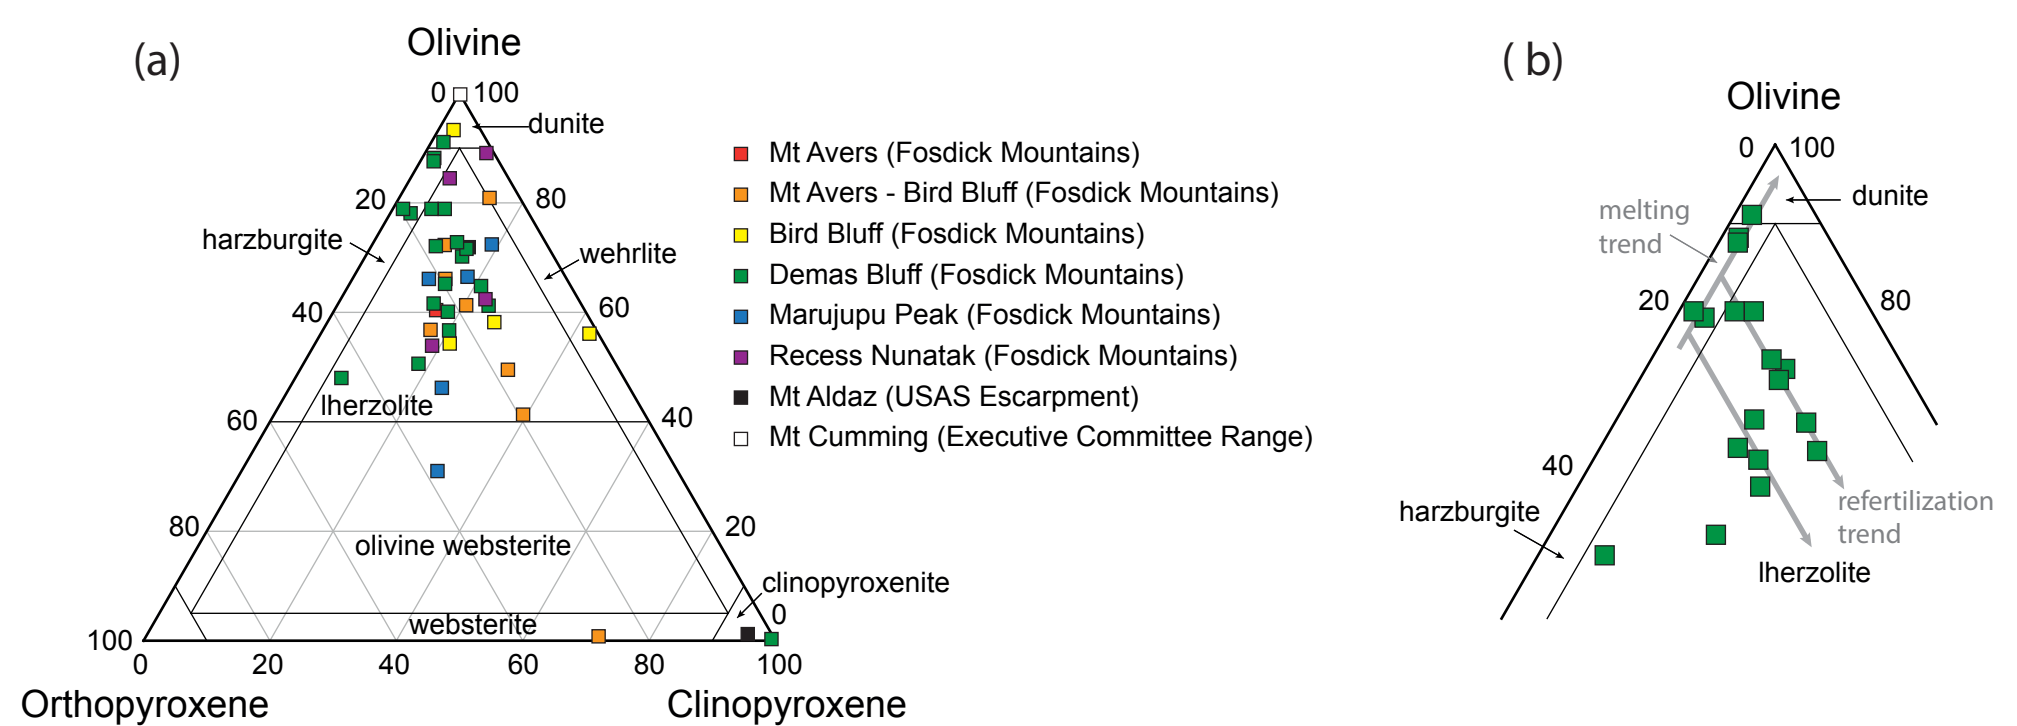 (a)
Olivine
0 100
dunite
20
80
harzburgite
wehrlite
40
60
lherzolite
60
40
80
20
olivine websterite
clinopyroxenite
0
websterite
100
0 20 40 60 80 100
Orthopyroxene
Clinopyroxene
Mt Avers (Fosdick Mountains)
Mt Avers - Bird Bluff (Fosdick Mountains)
Bird Bluff (Fosdick Mountains)
Demas Bluff (Fosdick Mountains)
Marujupu Peak (Fosdick Mountains)
Recess Nunatak (Fosdick Mountains)
Mt Aldaz (USAS Escarpment)
Mt Cumming (Executive Committee Range)
( b)
Olivine
0 100
dunite
melting
trend
20
80
40
harzburgite
refertilization
trend
lherzolite